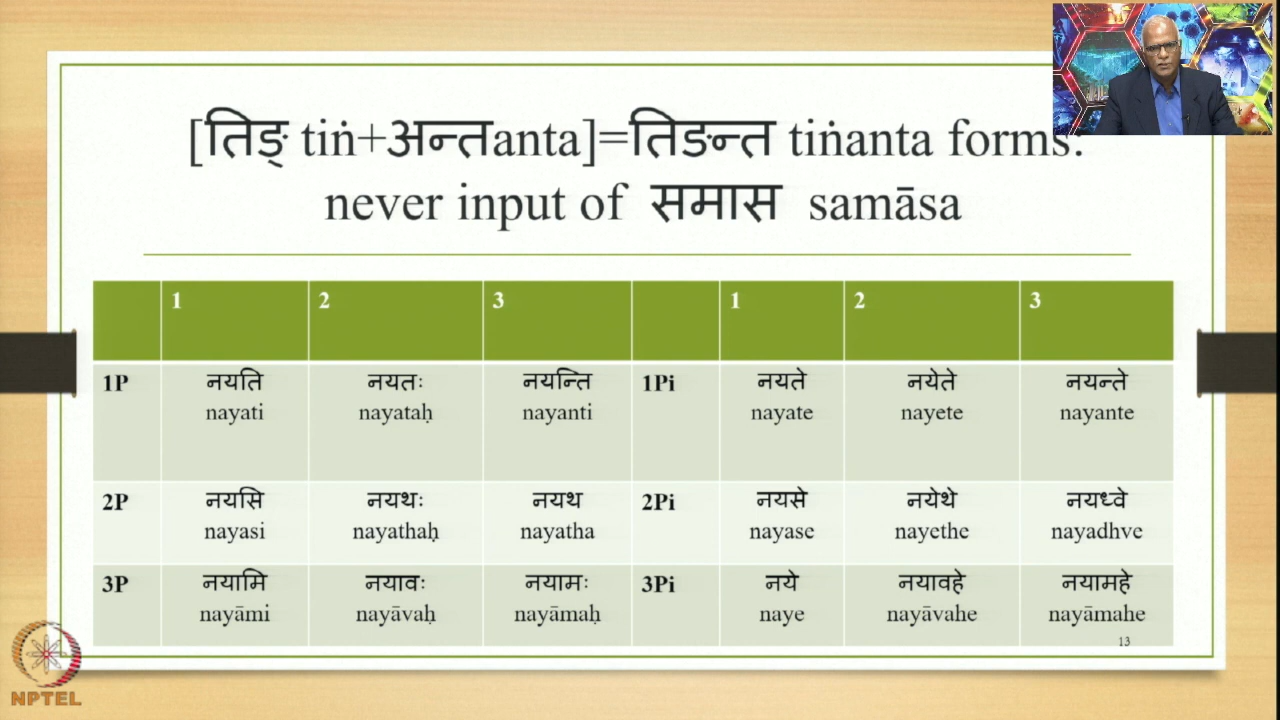 [तिङ् tiṅ+अन्तanta]=तिङन्त tiṅanta forms:
never input of समास samāsa
1 2 3 1 2 3
1P नयति नयतः नयन्ति 1Pi नयते नयेते नयन्ते
nayati nayataḥ nayanti nayate nayete nayante
2P नयसि नयथः नयथ 2Pi नयसे नयेथे नयध्वे
nayasi nayathaḥ nayatha nayase nayethe nayadhve
3P नयामि नयावः नयामः 3Pi नये नयावहे नयामहे
nayāmi nayāvaḥ nayāmaḥ naye nayāvahe nayāmahe
13
NPTEL